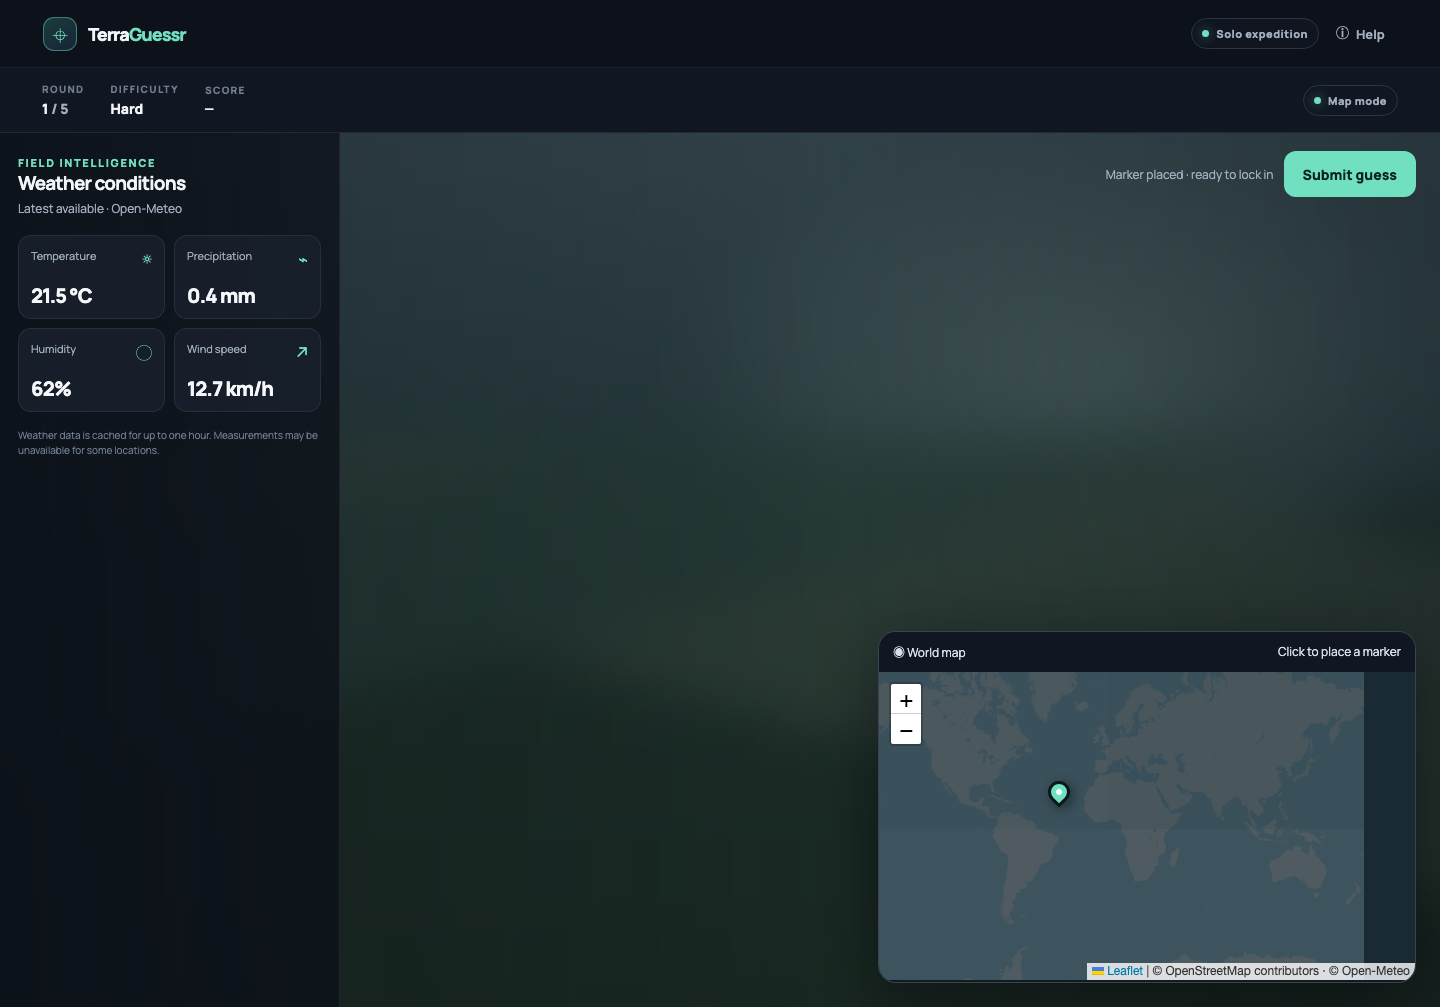 TerraGuessr
Solo expedition
Help
ROUND
1 / 5
DIFFICULTY
Hard
SCORE
–
Map mode
FIELD INTELLIGENCE
Weather conditions
Latest available · Open-Meteo
Temperature
21.5 °C
Precipitation
0.4 mm
Humidity
62%
Wind speed
12.7 km/h
Weather data is cached for up to one hour. Measurements may be
unavailable for some locations.
Marker placed · ready to lock in
Submit guess
World map
Click to place a marker
+
−
Leaflet | © OpenStreetMap contributors · © Open-Meteo